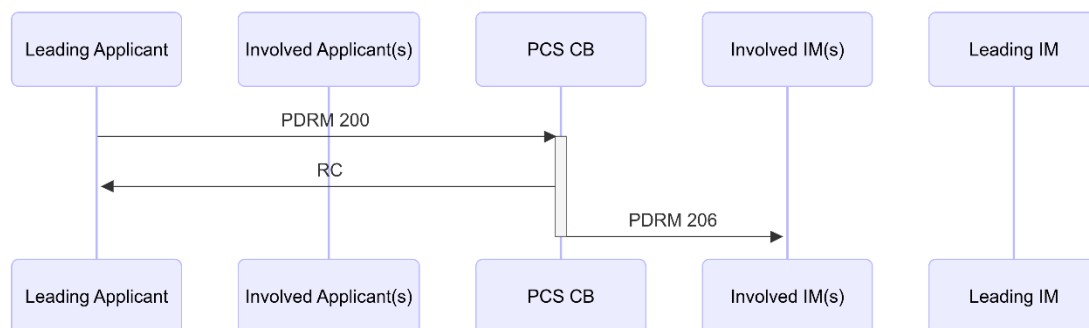 Leading Applicant
Involved Applicant(s)
PCS CB
Involved IM(s)
Leading IM
PDRM 200
RC
PDRM 206
Leading Applicant
Involved Applicant(s)
PCS CB
Involved IM(s)
Leading IM